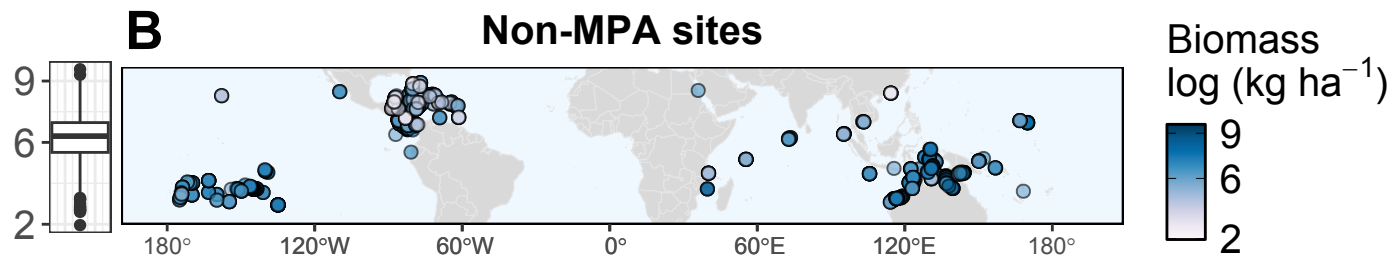 B
Non-MPA sites
9
6
2
180°
120°W
60°W
0°
60°E
120°E
180°
Biomass
log (kg ha⁻¹)
9
6
2